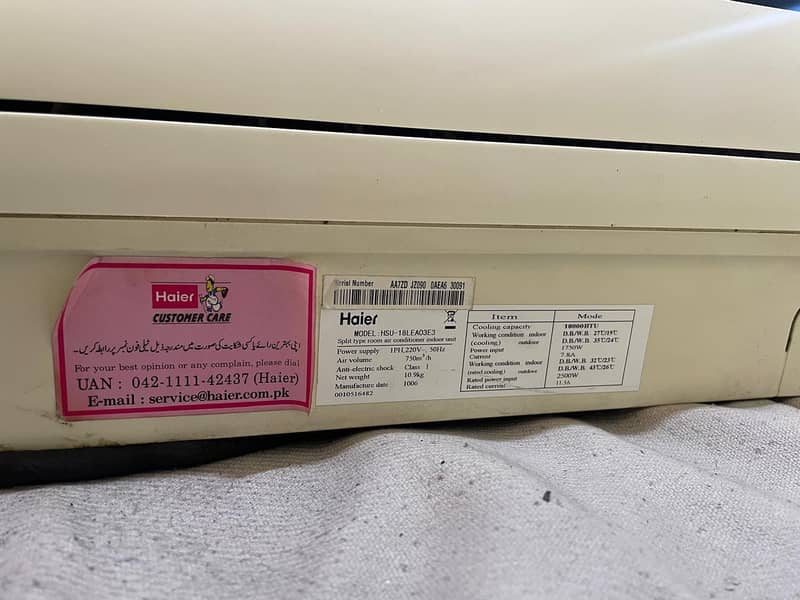 Haier
CUSTOMER CARE
اپنی بہترین رائے یا کسی شکایت کی صورت میں مندرجہ ذیل ٹیلی فون نمبر پر رابطہ کریں۔
For your best opinion or any complain, please dial
UAN : 042-1111-42437 (Haier)
E-mail : service@haier.com.pk
Serial Number AA7ZD JZ090 0AEA6 30091
Haier
MODEL: HSU-18LEA03E3
Split type room air conditioner indoor unit
Power supply 1PH,220V~, 50Hz
Air volume 750m³/h
Anti-electric shock Class 1
Net weight 10.9kg
Manufacture date 1006
0010516482
Item Mode
Cooling capacity 18000BTU
Working condition indoor D.B./W.B. 27℃/19℃
(cooling) outdoor D.B./W.B. 35℃/24℃
Power input 1750W
Current 7.8A
Working condition indoor D.B./W.B. 32℃/23℃
(rated cooling) outdoor D.B./W.B. 43℃/26℃
Rated power input 2500W
Rated current 11.3A